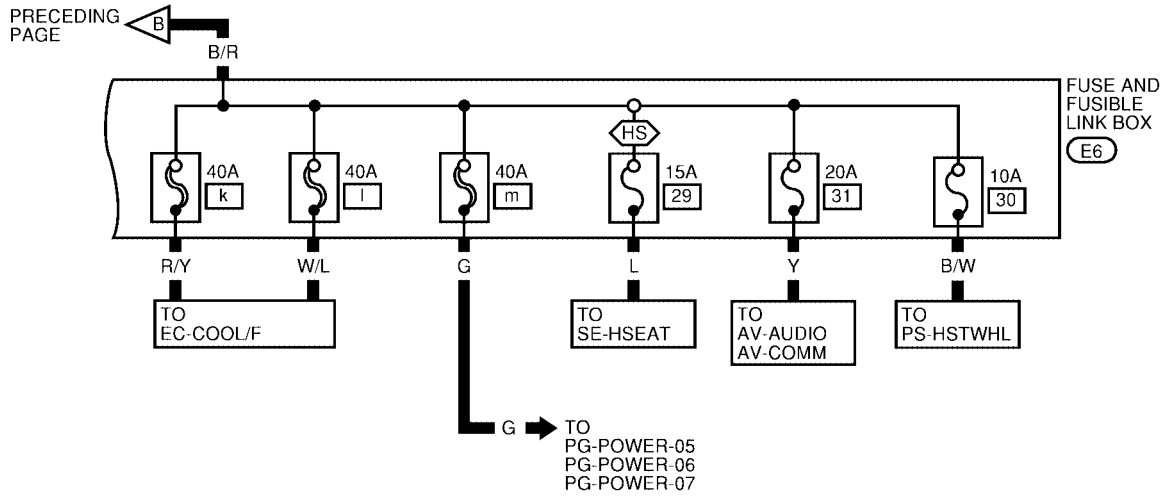 PRECEDING
PAGE
B
B/R
FUSE AND
FUSIBLE
LINK BOX
E6
HS
40A
k
40A
l
40A
m
15A
29
20A
31
10A
30
R/Y
W/L
G
L
Y
B/W
TO
EC-COOL/F
TO
SE-HSEAT
TO
AV-AUDIO
AV-COMM
TO
PS-HSTWHL
G
TO
PG-POWER-05
PG-POWER-06
PG-POWER-07